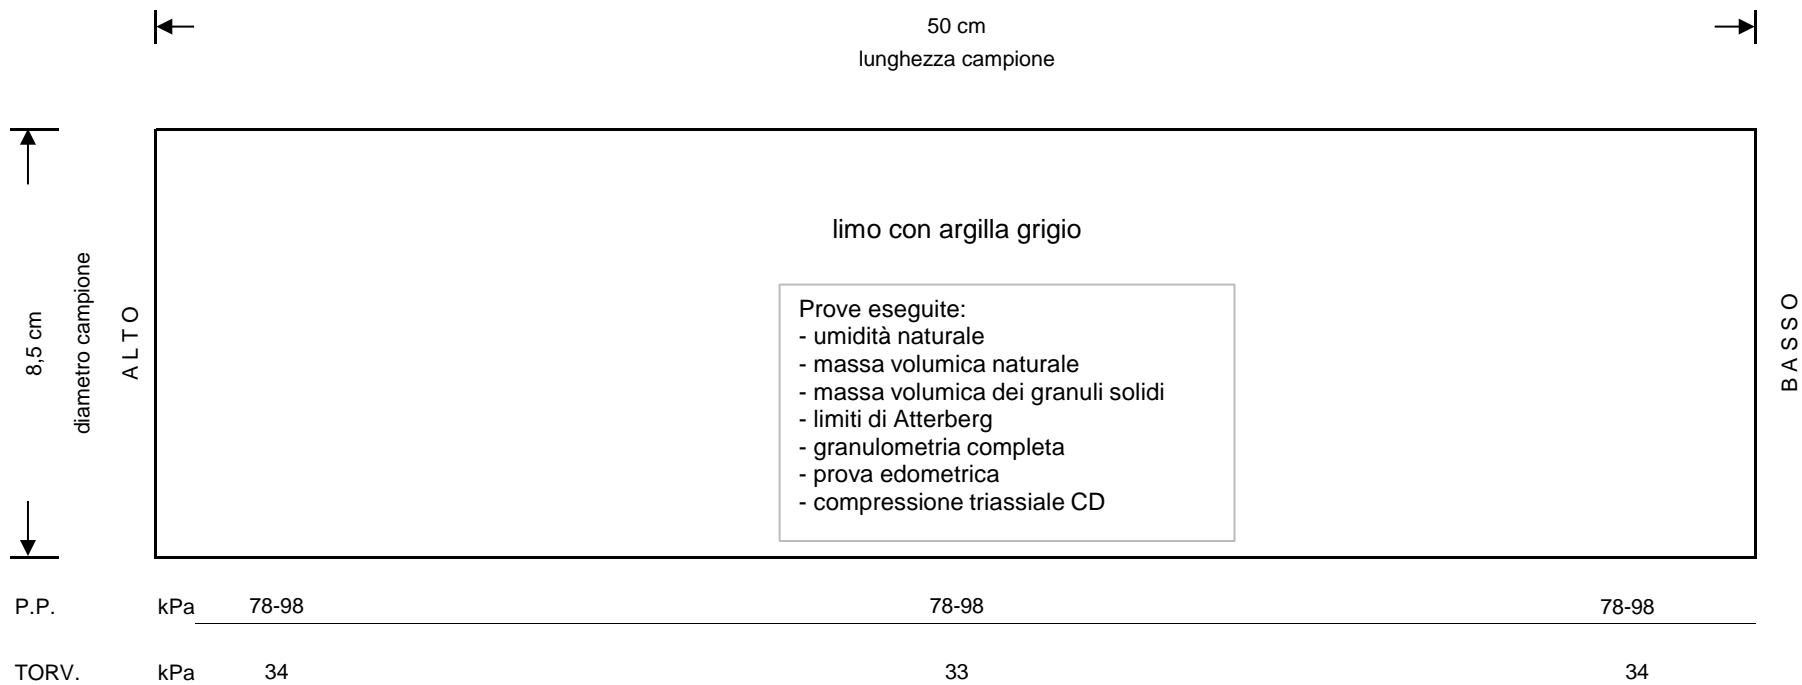 50 cm
lunghezza campione
8,5 cm
diametro campione
A L T O
limo con argilla grigio
Prove eseguite:
- umidità naturale
- massa volumica naturale
- massa volumica dei granuli solidi
- limiti di Atterberg
- granulometria completa
- prova edometrica
- compressione triassiale CD
B A S S O
P.P. kPa 78-98 78-98 78-98
TORV. kPa 34 33 34